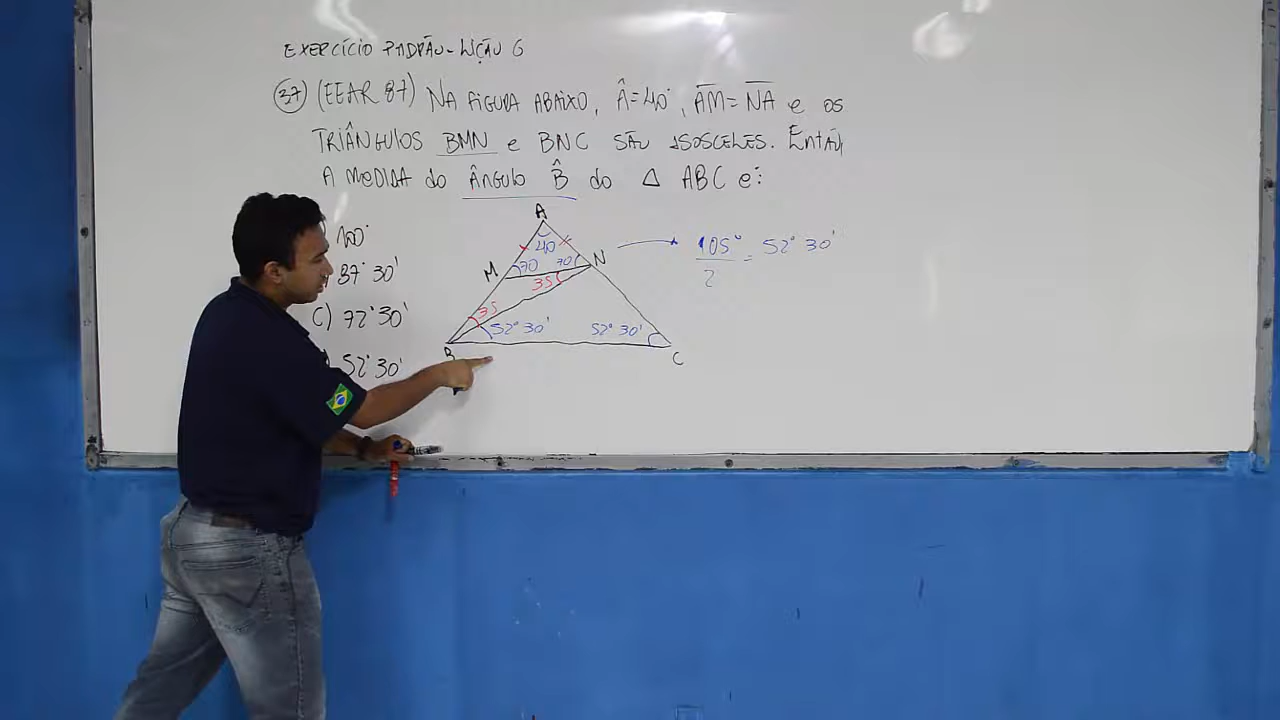 EXERCÍCIO PADRÃO - LIÇÃO 6
37) (EEAR 87) NA FIGURA ABAIXO, Â=40°, AM = NA e os
TRIÂNGULOS BMN e BNC SÃO ISOSCELES. Então
A MEDIDA do Ângulo B̂ do Δ ABC e:
100°
87° 30'
C) 72° 30'
52° 30'
A
40
M 70 70 N
35
35
52° 30' 52° 30'
B C
105°/2 = 52° 30'